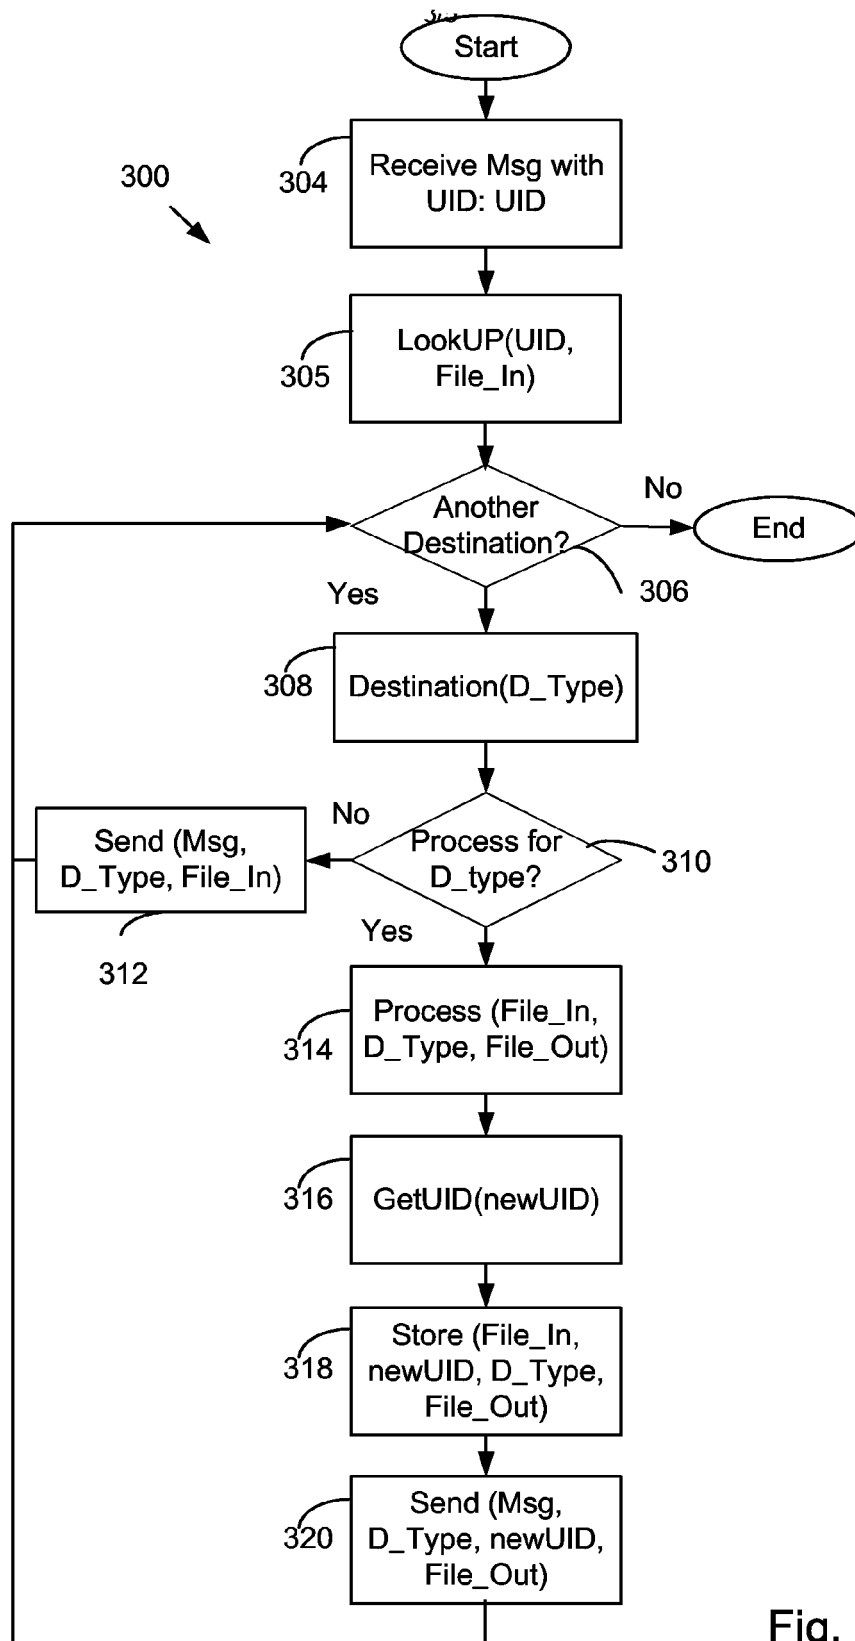 Start
304
Receive Msg with
UID: UID
300
305
LookUP(UID,
File_In)
Another
Destination?
No
End
306
Yes
308
Destination(D_Type)
No
Send (Msg,
D_Type, File_In)
Process for
D_type?
310
312
Yes
314
Process (File_In,
D_Type, File_Out)
316
GetUID(newUID)
318
Store (File_In,
newUID, D_Type,
File_Out)
320
Send (Msg,
D_Type, newUID,
File_Out)
Fig.